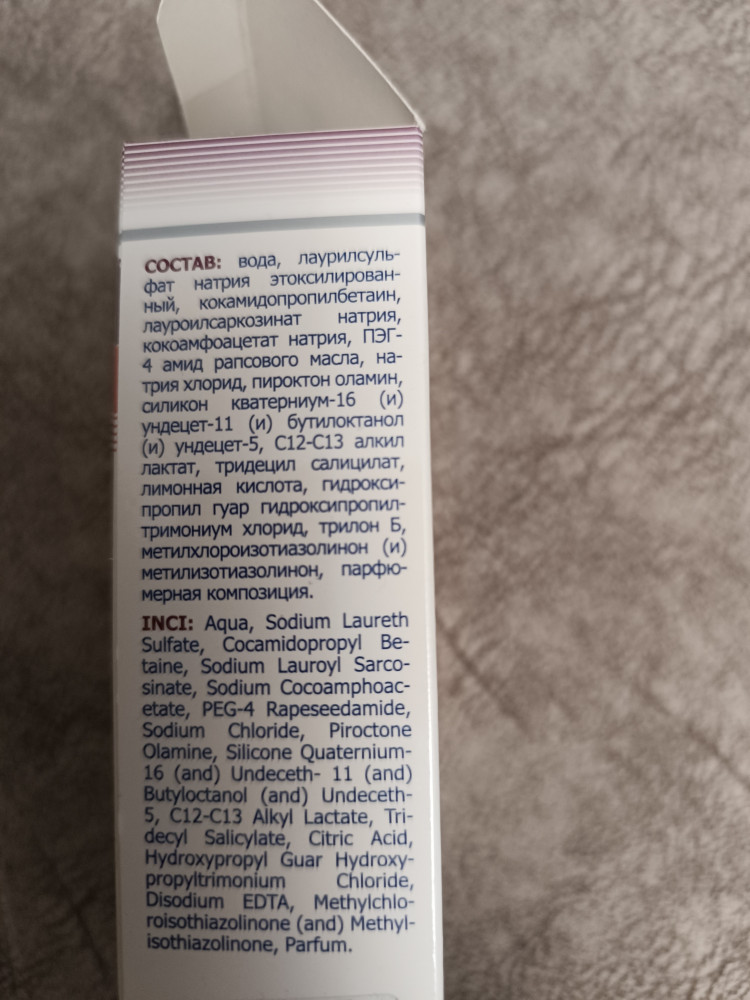 СОСТАВ: вода, лаурилсуль-
фат натрия этоксилирован-
ный, кокамидопропилбетаин,
лауроилсаркозинат натрия,
кокоамфоацетат натрия, ПЭГ-
4 амид рапсового масла, на-
трия хлорид, пироктон оламин,
силикон кватерниум-16 (и)
ундецет-11 (и) бутилоктанол
(и) ундецет-5, С12-С13 алкил
лактат, тридецил салицилат,
лимонная кислота, гидрокси-
пропил гуар гидроксипропил-
тримониум хлорид, трилон Б,
метилхлороизотиазолинон (и)
метилизотиазолинон, парфю-
мерная композиция.
INCI: Aqua, Sodium Laureth
Sulfate, Cocamidopropyl Be-
taine, Sodium Lauroyl Sarco-
sinate, Sodium Cocoamphoac-
etate, PEG-4 Rapeseedamide,
Sodium Chloride, Piroctone
Olamine, Silicone Quaternium-
16 (and) Undeceth- 11 (and)
Butyloctanol (and) Undeceth-
5, C12-C13 Alkyl Lactate, Tri-
decyl Salicylate, Citric Acid,
Hydroxypropyl Guar Hydroxy-
propyltrimonium Chloride,
Disodium EDTA, Methylchlo-
roisothiazolinone (and) Methyl-
isothiazolinone, Parfum.